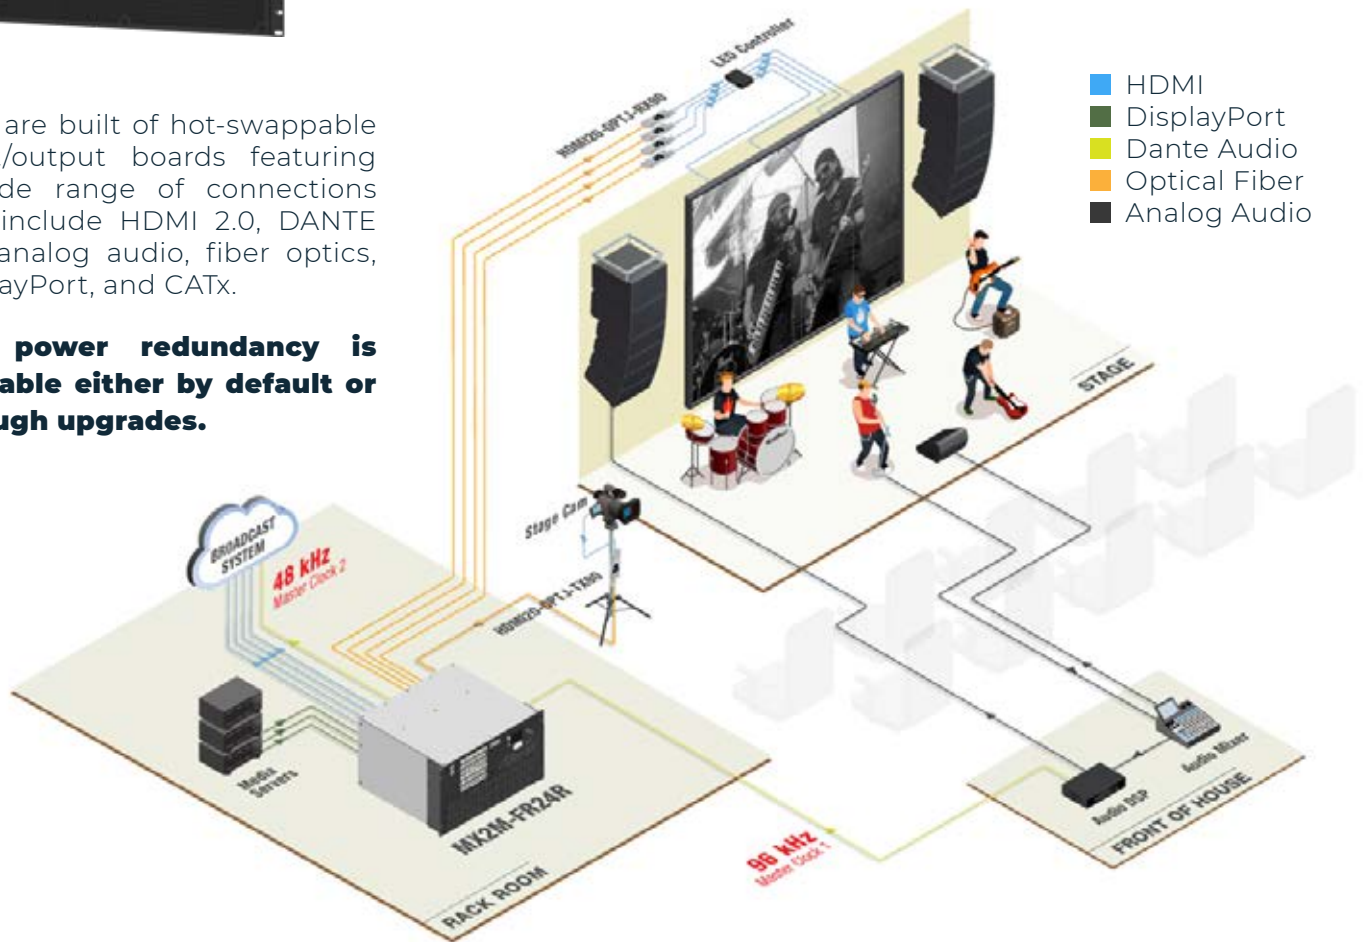 are built of hot-swappable
/output boards featuring
de range of connections
include HDMI 2.0, DANTE
analog audio, fiber optics,
ayPort, and CATx.
power redundancy is
able either by default or
ugh upgrades.
HDMI
DisplayPort
Dante Audio
Optical Fiber
Analog Audio
LED Controller
HDMI20-OPTJ-RX90
STAGE
Stage Cam
HDMI20-OPTJ-TX90
BROADCAST
SYSTEM
48 kHz
Master Clock 2
Media
Servers
MX2M-FR24R
RACK ROOM
96 kHz
Master Clock 1
Audio Mixer
Audio DSP
FRONT OF HOUSE